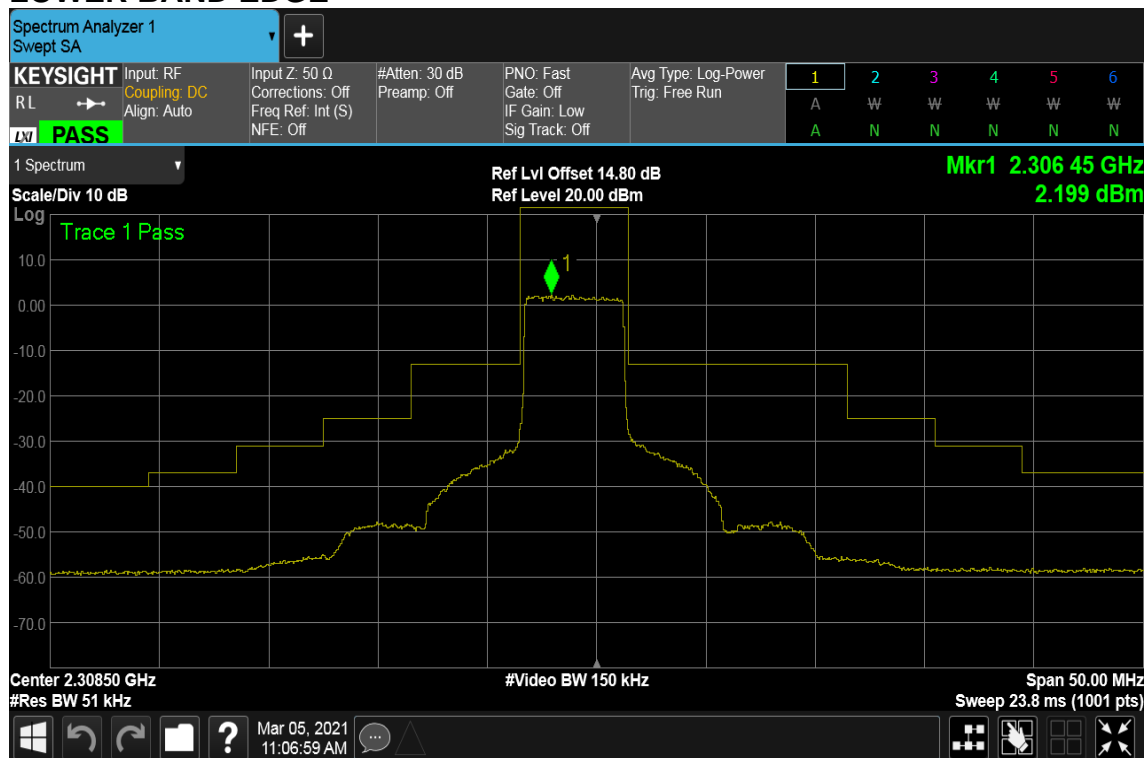 LOWER BAND EDGE
Spectrum Analyzer 1
Swept SA
+
KEYSIGHT
RL
LXI PASS
Input: RF
Coupling: DC
Align: Auto
Input Z: 50 Ω
Corrections: Off
Freq Ref: Int (S)
NFE: Off
#Atten: 30 dB
Preamp: Off
PNO: Fast
Gate: Off
IF Gain: Low
Sig Track: Off
Avg Type: Log-Power
Trig: Free Run
1 2 3 4 5 6
A W W W W W
A N N N N N
1 Spectrum
Scale/Div 10 dB
Ref Lvl Offset 14.80 dB
Ref Level 20.00 dBm
Mkr1 2.306 45 GHz
2.199 dBm
Log
Trace 1 Pass
1
10.0
0.00
-10.0
-20.0
-30.0
-40.0
-50.0
-60.0
-70.0
Center 2.30850 GHz
#Res BW 51 kHz
#Video BW 150 kHz
Span 50.00 MHz
Sweep 23.8 ms (1001 pts)
?
Mar 05, 2021
11:06:59 AM